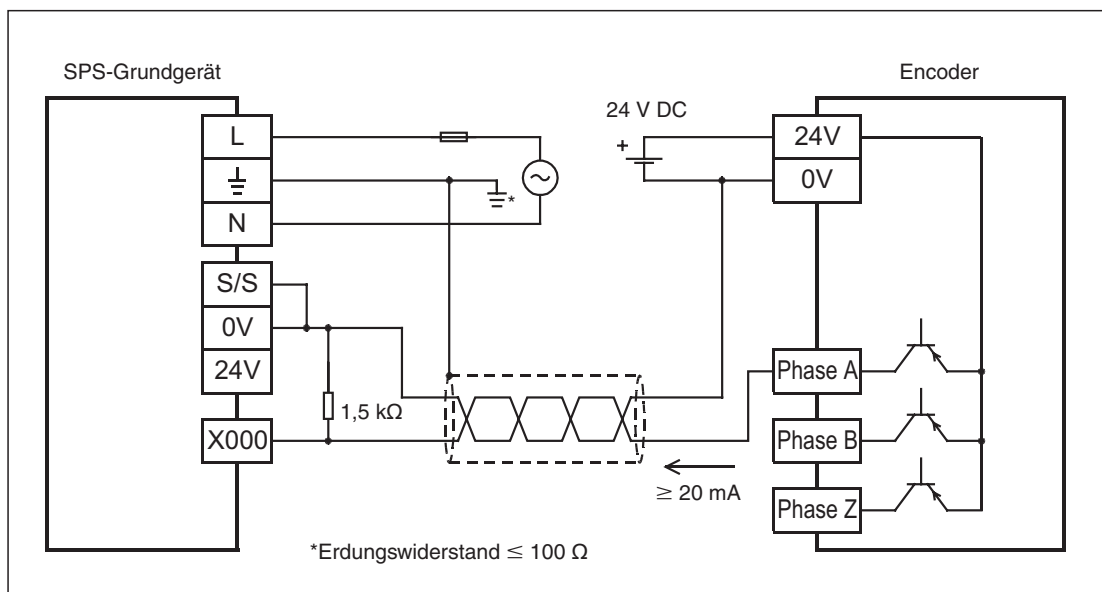 SPS-Grundgerät
Encoder
24 V DC
+
L
N
S/S
0V
24V
X000
1,5 kΩ
*
24V
0V
Phase A
Phase B
Phase Z
≥ 20 mA
*Erdungswiderstand ≤ 100 Ω